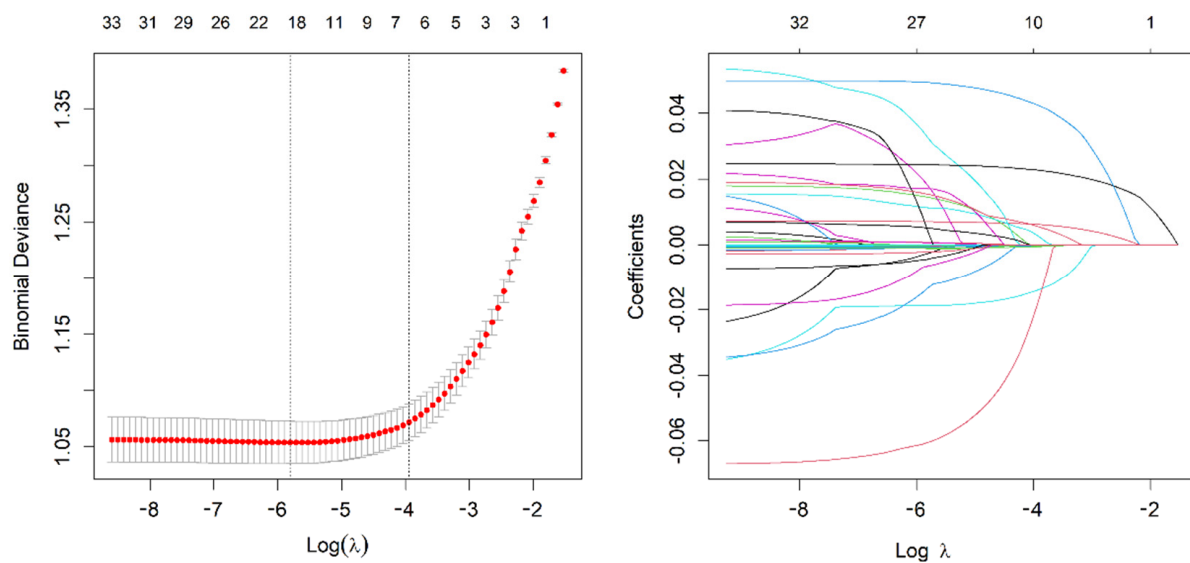 33 31 29 26 22 18 11 9 7 6 5 3 3 1
Binomial Deviance
1.35
1.25
1.15
1.05
-8 -7 -6 -5 -4 -3 -2
Log(λ)
32 27 10 1
Coefficients
0.04
0.02
0.00
-0.02
-0.04
-0.06
-8 -6 -4 -2
Log λ